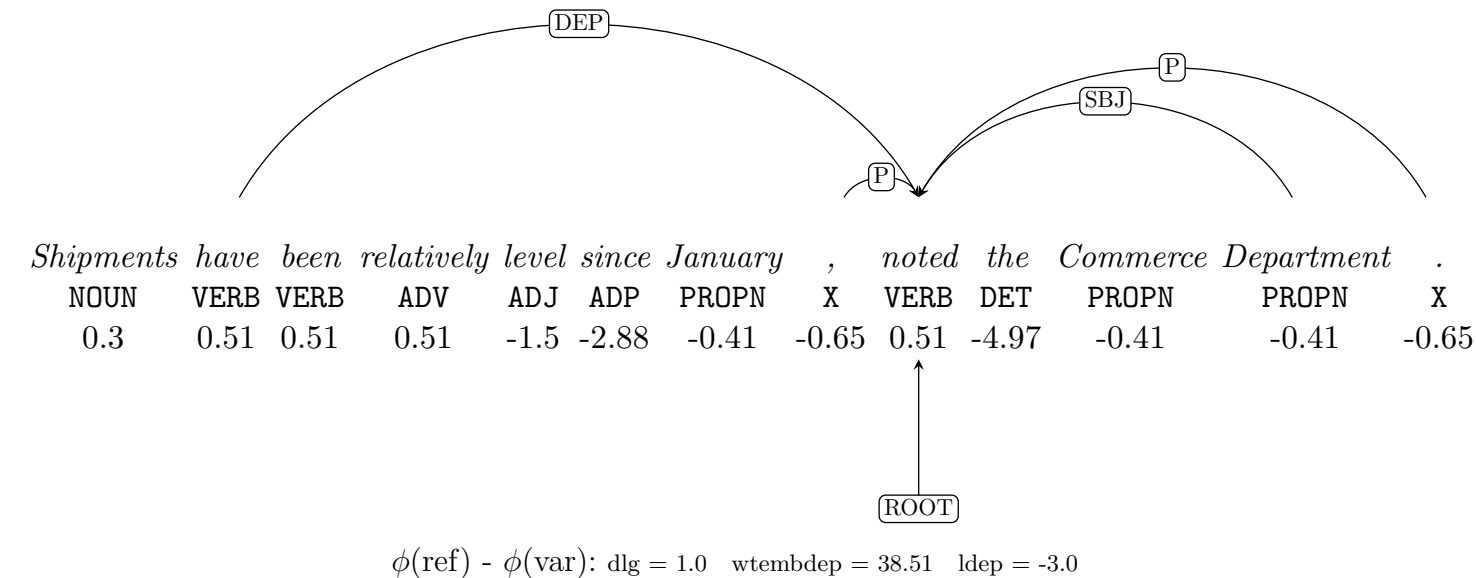 DEP
P
SBJ
P
Shipments have been relatively level since January , noted the Commerce Department .
NOUN VERB VERB ADV ADJ ADP PROPN X VERB DET PROPN PROPN X
0.3 0.51 0.51 0.51 -1.5 -2.88 -0.41 -0.65 0.51 -4.97 -0.41 -0.41 -0.65
ROOT
ϕ(ref) - ϕ(var): dlg = 1.0 wtembdep = 38.51 ldep = -3.0